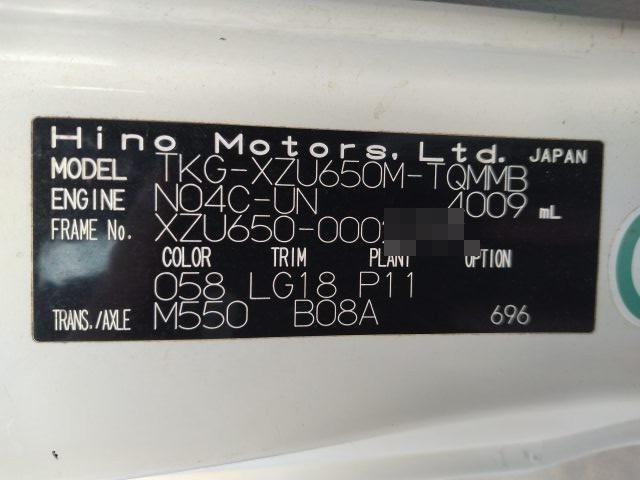 Hino Motors, Ltd. JAPAN
MODEL TKG-XZU650M-TQMMB
ENGINE N04C-UN 4009 mL
FRAME No. XZU650-000
COLOR TRIM PLANT OPTION
058 LG18 P11
TRANS./AXLE M550 B08A 696